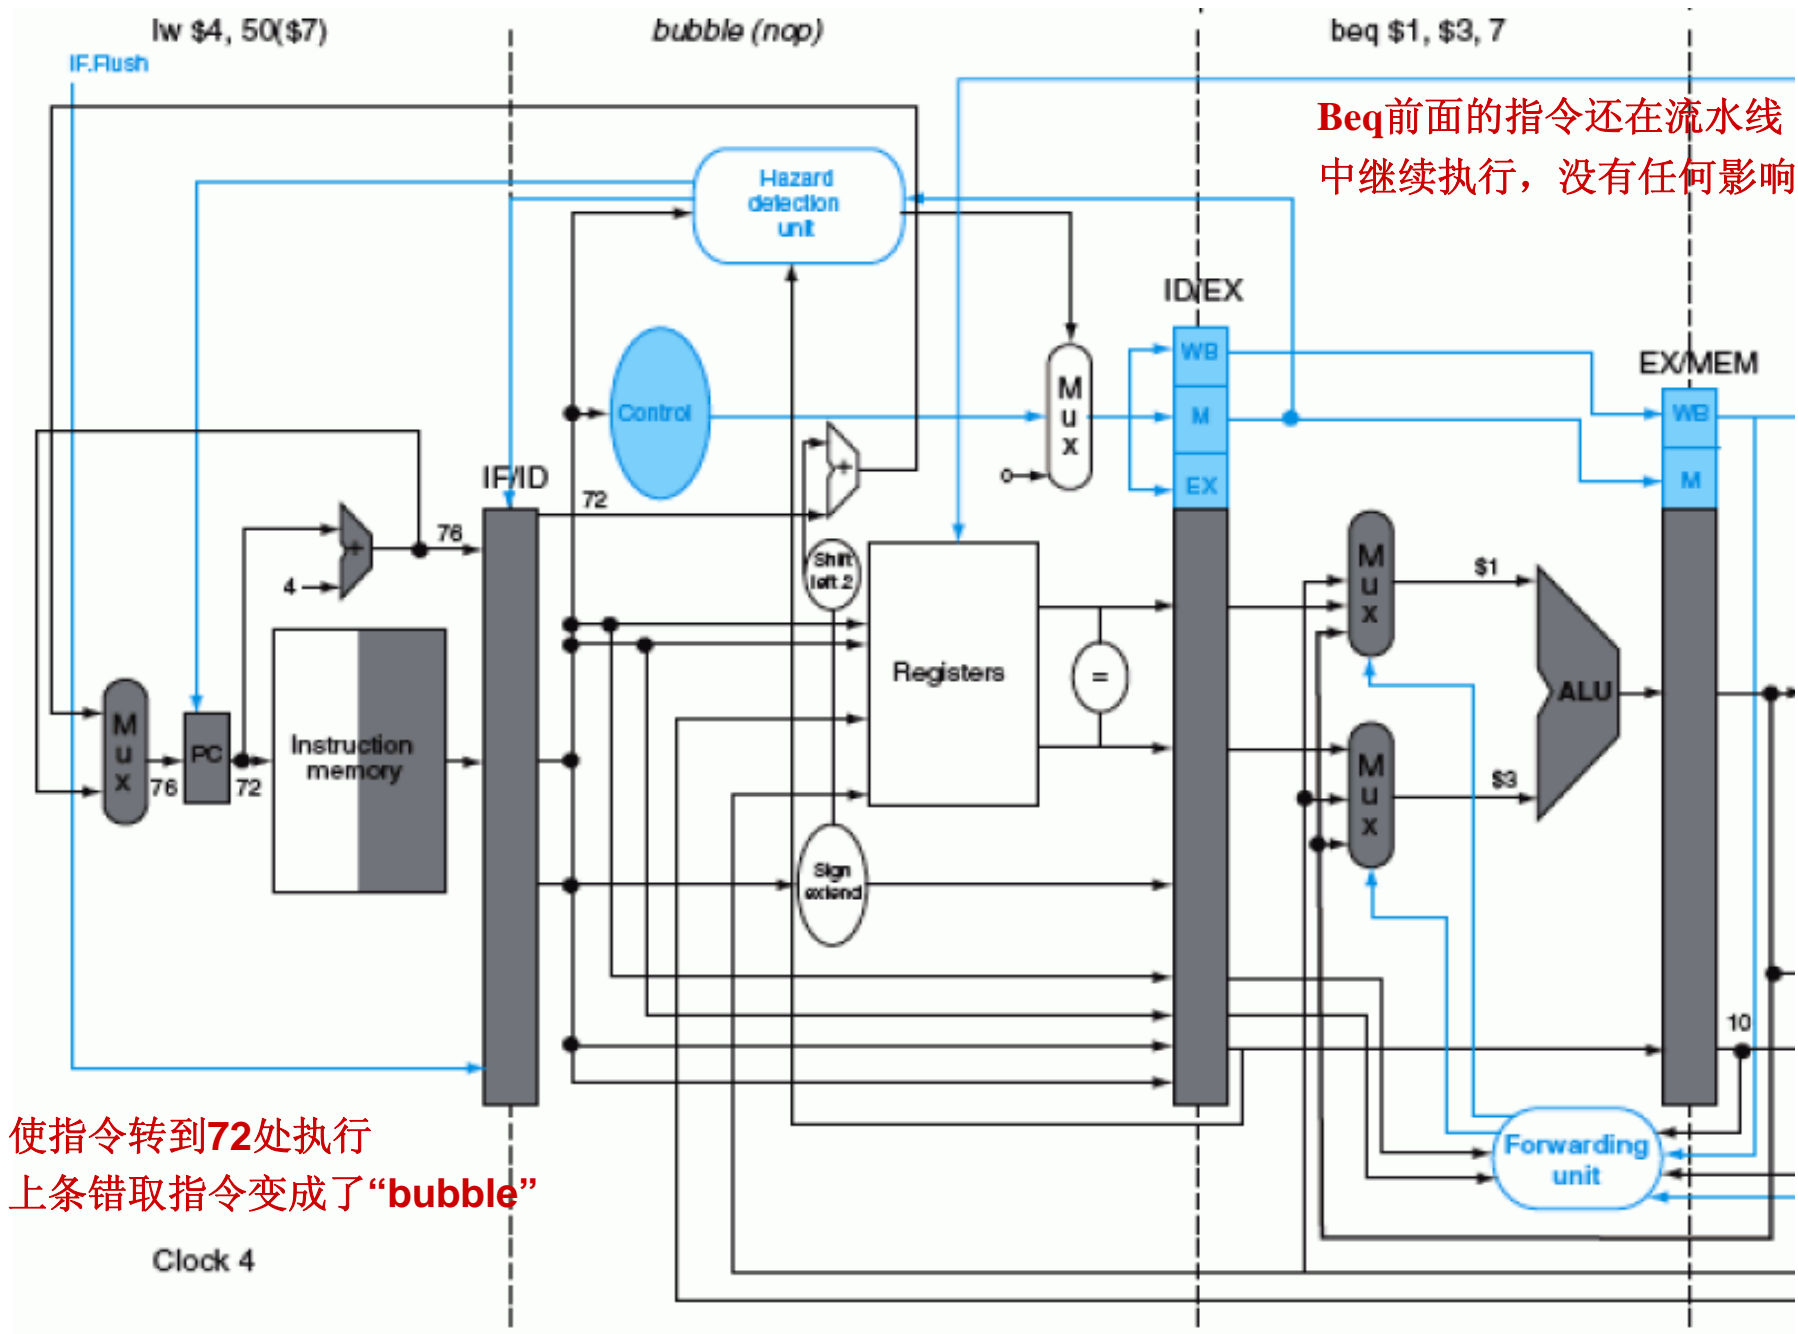 lw $4, 50($7)
bubble (nop)
beq $1, $3, 7
IF.Flush
Beq前面的指令还在流水线
中继续执行，没有任何影响
Hazard
detection
unit
ID/EX
WB
M
EX
EX/MEM
WB
M
Control
M
u
x
0
IF/ID
72
+
76
+
4
Shift
left 2
M
u
x
$1
Registers
=
ALU
M
u
x
76
PC
72
Instruction
memory
M
u
x
$3
Sign
extend
10
使指令转到72处执行
上条错取指令变成了“bubble”
Forwarding
unit
Clock 4